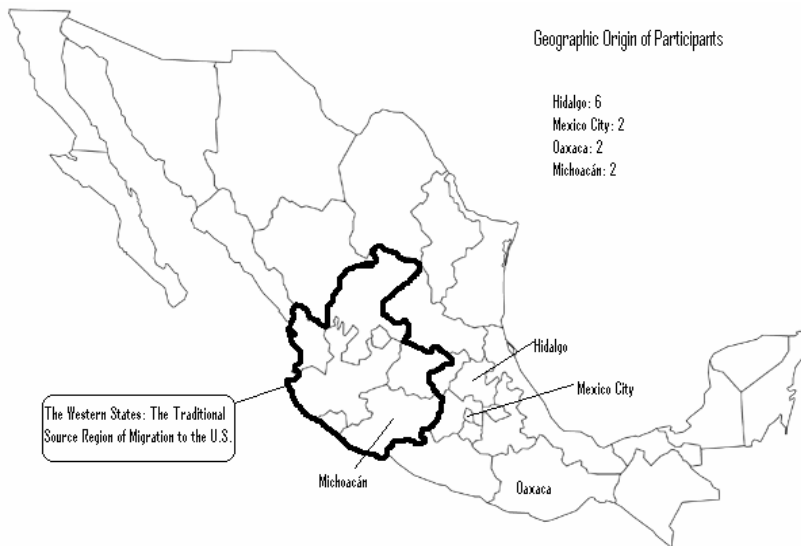 Geographic Origin of Participants
Hidalgo: 6
Mexico City: 2
Oaxaca: 2
Michoacán: 2
Hidalgo
Mexico City
The Western States: The Traditional
Source Region of Migration to the U.S.
Michoacán
Oaxaca